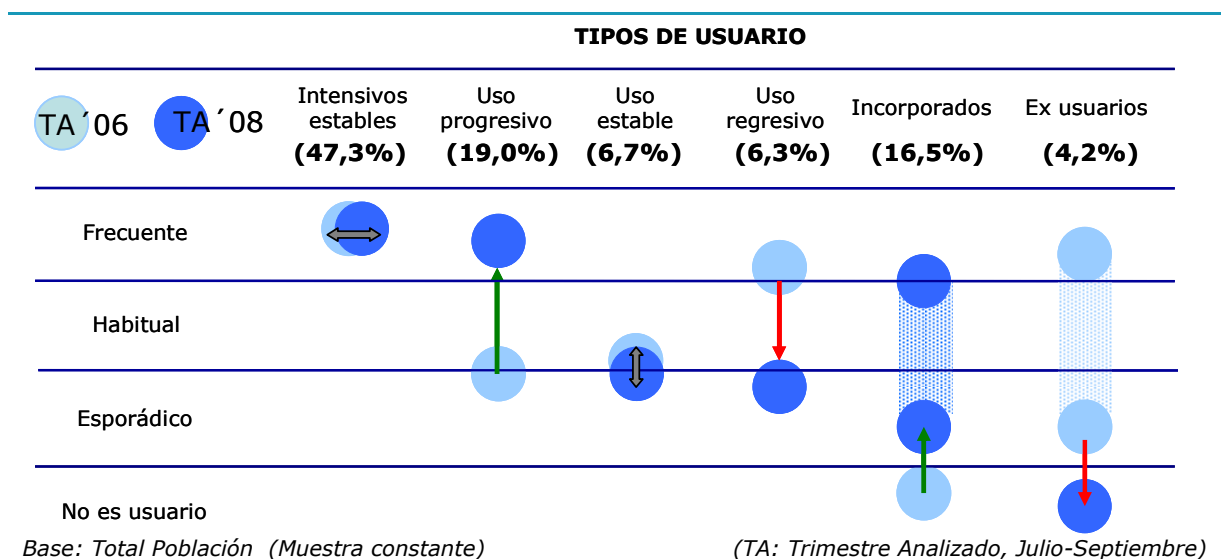 TIPOS DE USUARIO
TA´06 TA´08
Intensivos
estables
(47,3%)
Uso
progresivo
(19,0%)
Uso
estable
(6,7%)
Uso
regresivo
(6,3%)
Incorporados
(16,5%)
Ex usuarios
(4,2%)
Frecuente
Habitual
Esporádico
No es usuario
Base: Total Población (Muestra constante)
(TA: Trimestre Analizado, Julio-Septiembre)